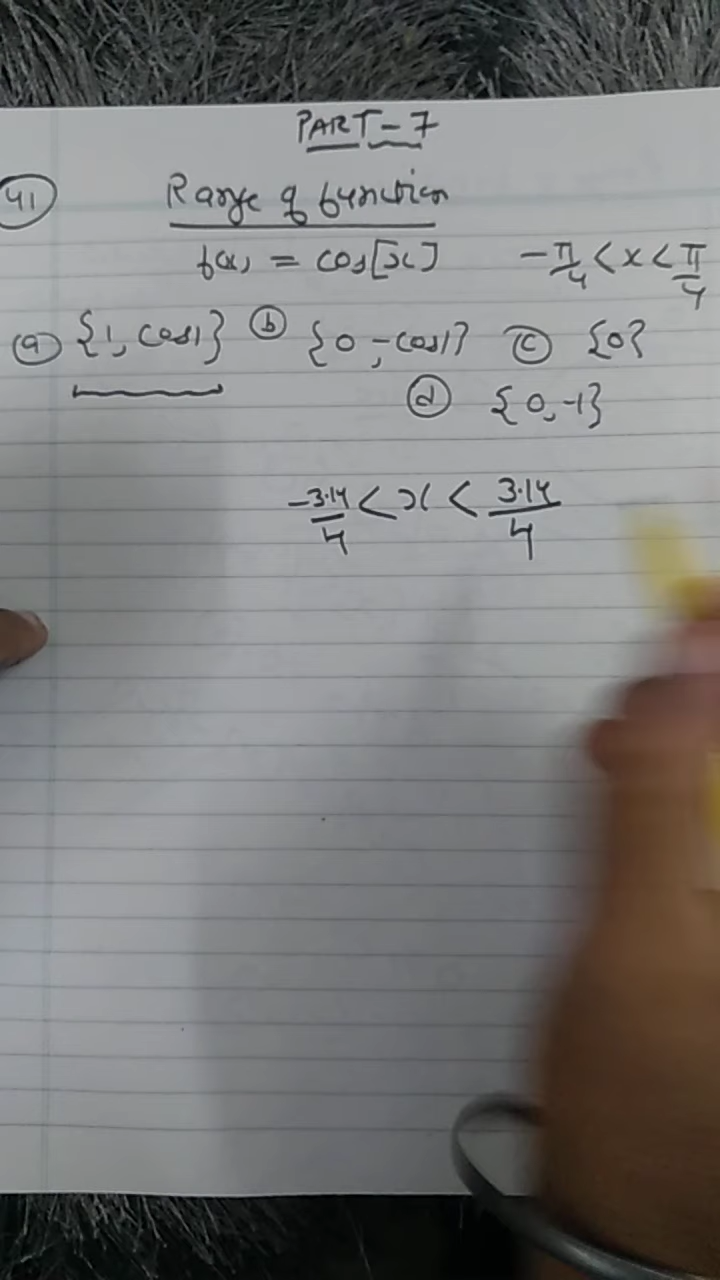 PART-7
41 Range of function
f(x) = cos[x] -π/4 < x < π/4
(a) {1, cos1} (b) {0, -cos1} (c) {0}
(d) {0, -1}
-3.14/4 < x < 3.14/4